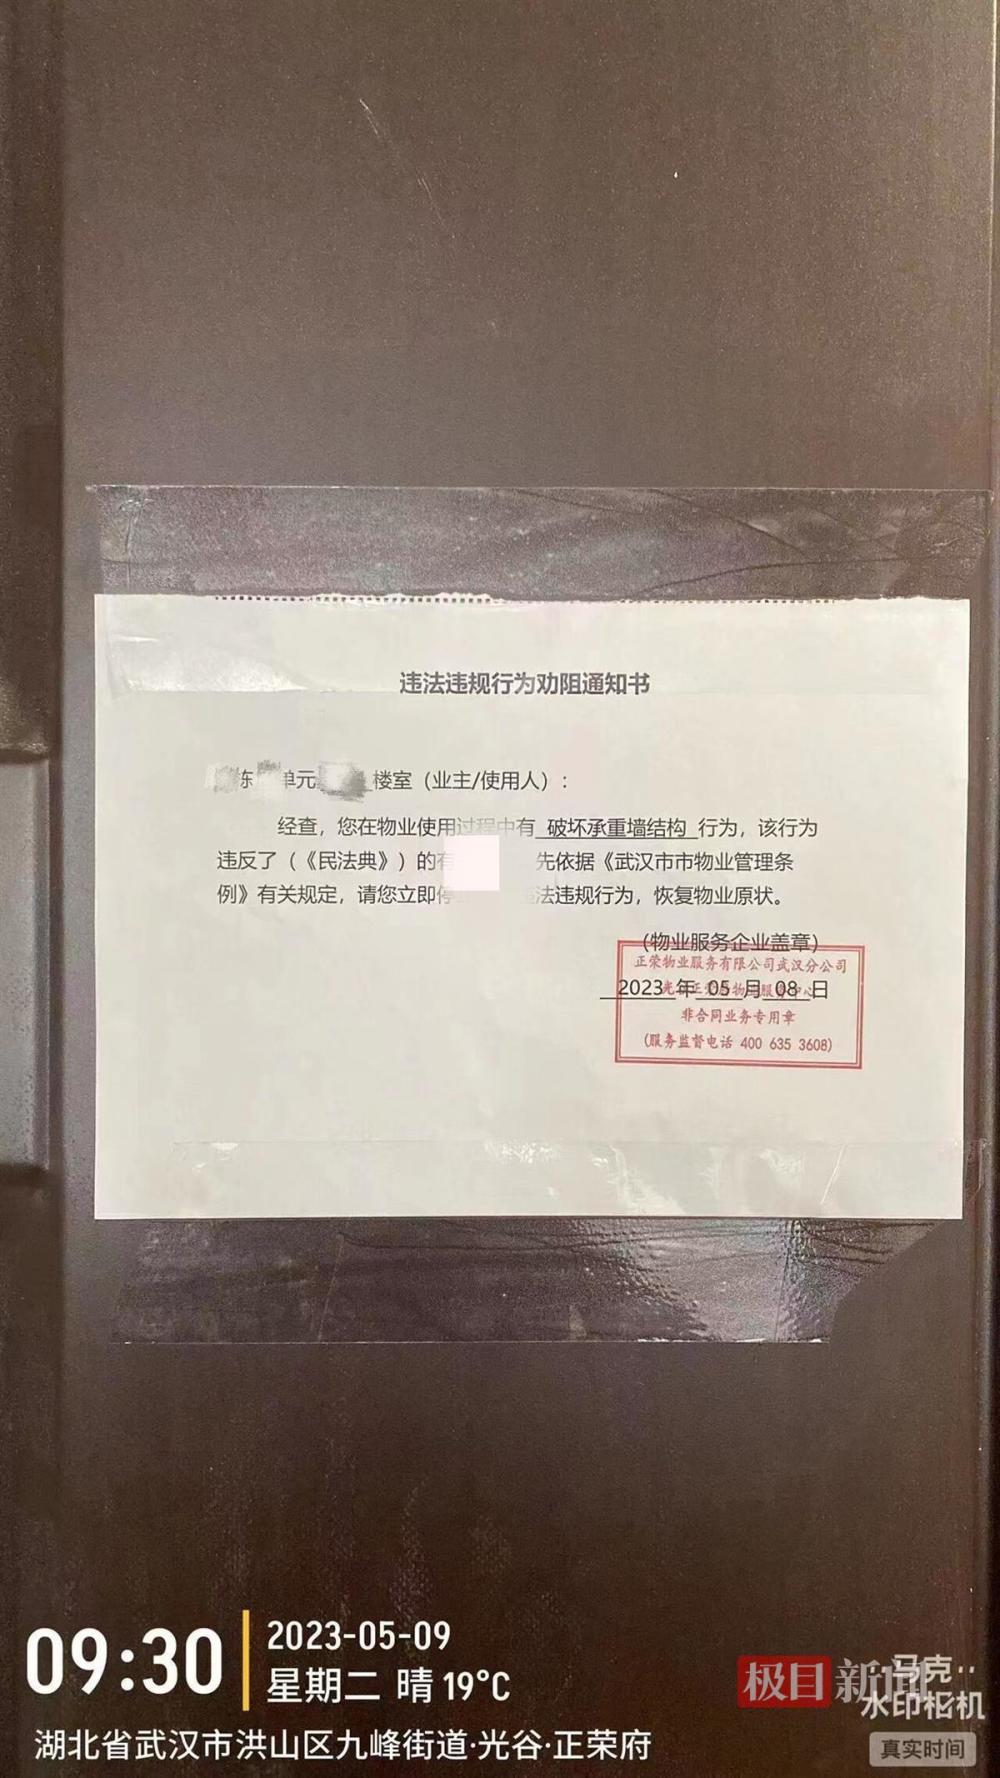 违法违规行为劝阻通知书
栋 单元 楼室（业主/使用人）：
经查，您在物业使用过程中有 破坏承重墙结构 行为，该行为
违反了（《民法典》）的有 先依据《武汉市市物业管理条
例》有关规定，请您立即停 法违规行为，恢复物业原状。
（物业服务企业盖章）
正荣物业服务有限公司武汉分公司
2023 年 05 月 08 日
非合同业务专用章
(服务监督电话 400 635 3608)
09:30
2023-05-09
星期二 晴 19°C
湖北省武汉市洪山区九峰街道·光谷·正荣府
极目新闻
马克
水印相机
真实时间